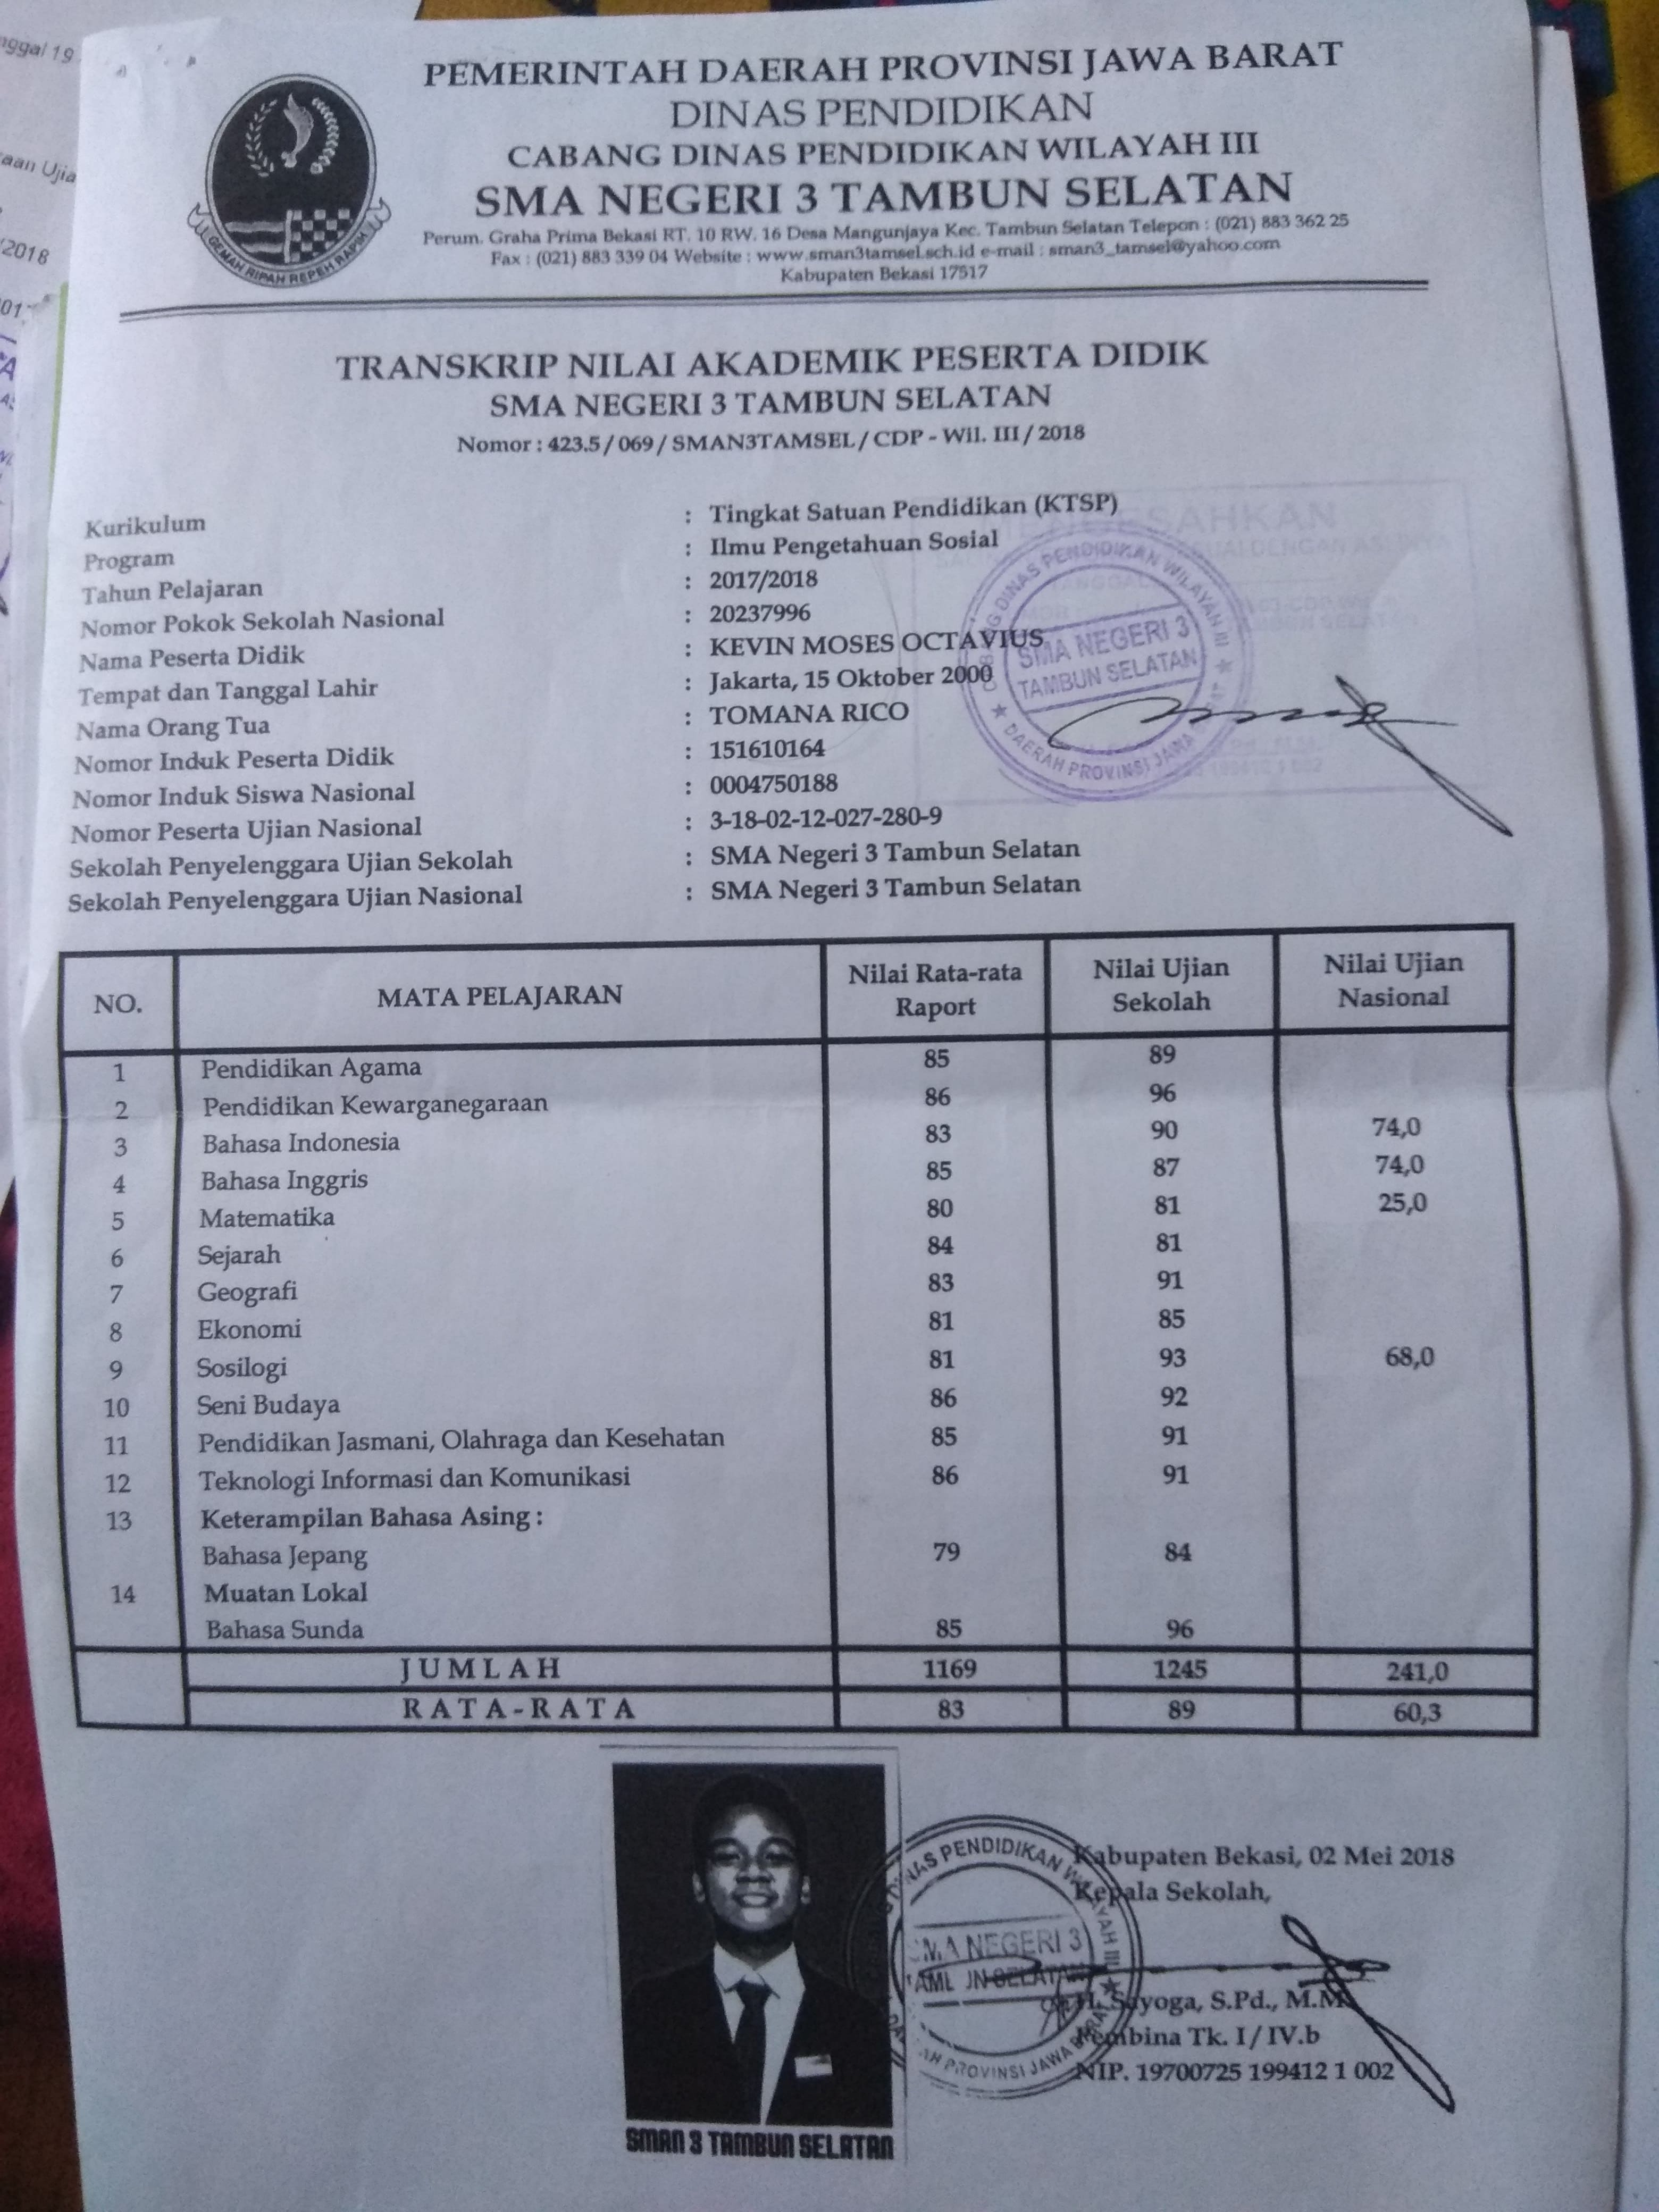 nggal 19
aan Ujia
/2018
PEMERINTAH DAERAH PROVINSI JAWA BARAT
DINAS PENDIDIKAN
CABANG DINAS PENDIDIKAN WILAYAH III
SMA NEGERI 3 TAMBUN SELATAN
Perum. Graha Prima Bekasi RT. 10 RW. 16 Desa Mangunjaya Kec. Tambun Selatan Telepon : (021) 883 362 25
Fax : (021) 883 339 04 Website : www.sman3tamsel.sch.id e-mail : sman3_tamsel@yahoo.com
Kabupaten Bekasi 17517
GEMAH RIPAH REPEH RAPIH
TRANSKRIP NILAI AKADEMIK PESERTA DIDIK
SMA NEGERI 3 TAMBUN SELATAN
Nomor : 423.5 / 069 / SMAN3TAMSEL / CDP - Wil. III / 2018
Kurikulum : Tingkat Satuan Pendidikan (KTSP)
Program : Ilmu Pengetahuan Sosial
Tahun Pelajaran : 2017/2018
Nomor Pokok Sekolah Nasional : 20237996
Nama Peserta Didik : KEVIN MOSES OCTAVIUS
Tempat dan Tanggal Lahir : Jakarta, 15 Oktober 2000
Nama Orang Tua : TOMANA RICO
Nomor Induk Peserta Didik : 151610164
Nomor Induk Siswa Nasional : 0004750188
Nomor Peserta Ujian Nasional : 3-18-02-12-027-280-9
Sekolah Penyelenggara Ujian Sekolah : SMA Negeri 3 Tambun Selatan
Sekolah Penyelenggara Ujian Nasional : SMA Negeri 3 Tambun Selatan
DINAS PENDIDIKAN WILAYAH III
SMA NEGERI 3
TAMBUN SELATAN
DAERAH PROVINSI JAWA
NO. MATA PELAJARAN Nilai Rata-rata Raport Nilai Ujian Sekolah Nilai Ujian Nasional
1 Pendidikan Agama 85 89
2 Pendidikan Kewarganegaraan 86 96
3 Bahasa Indonesia 83 90 74,0
4 Bahasa Inggris 85 87 74,0
5 Matematika 80 81 25,0
6 Sejarah 84 81
7 Geografi 83 91
8 Ekonomi 81 85
9 Sosilogi 81 93 68,0
10 Seni Budaya 86 92
11 Pendidikan Jasmani, Olahraga dan Kesehatan 85 91
12 Teknologi Informasi dan Komunikasi 86 91
13 Keterampilan Bahasa Asing :
Bahasa Jepang 79 84
14 Muatan Lokal
Bahasa Sunda 85 96
JUMLAH 1169 1245 241,0
RATA-RATA 83 89 60,3
Kabupaten Bekasi, 02 Mei 2018
Kepala Sekolah,
DINAS PENDIDIKAN WILAYAH III
SMA NEGERI 3
SELATAN
PROVINSI JAWA BARAT
H. Sayoga, S.Pd., M.M
Pembina Tk. I / IV.b
NIP. 19700725 199412 1 002
SMAN 3 TAMBUN SELATAN